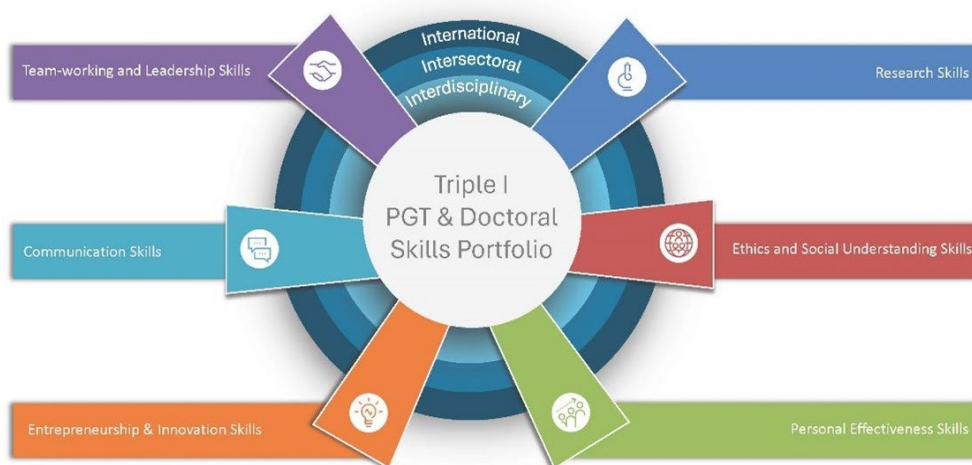 International
Intersectoral
Interdisciplinary
Team-working and Leadership Skills
Research Skills
Triple I
PGT & Doctoral
Skills Portfolio
Communication Skills
Ethics and Social Understanding Skills
Entrepreneurship & Innovation Skills
Personal Effectiveness Skills